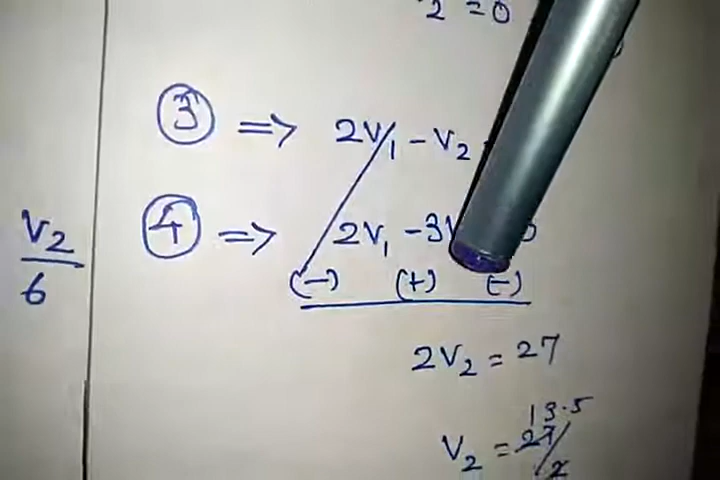 2 = 0
③ ⇒ 2V₁ - V₂
④ ⇒ 2V₁ - 3V
V₂/6
(-) (+) (-)
2V₂ = 27
13.5
V₂ = 27/2